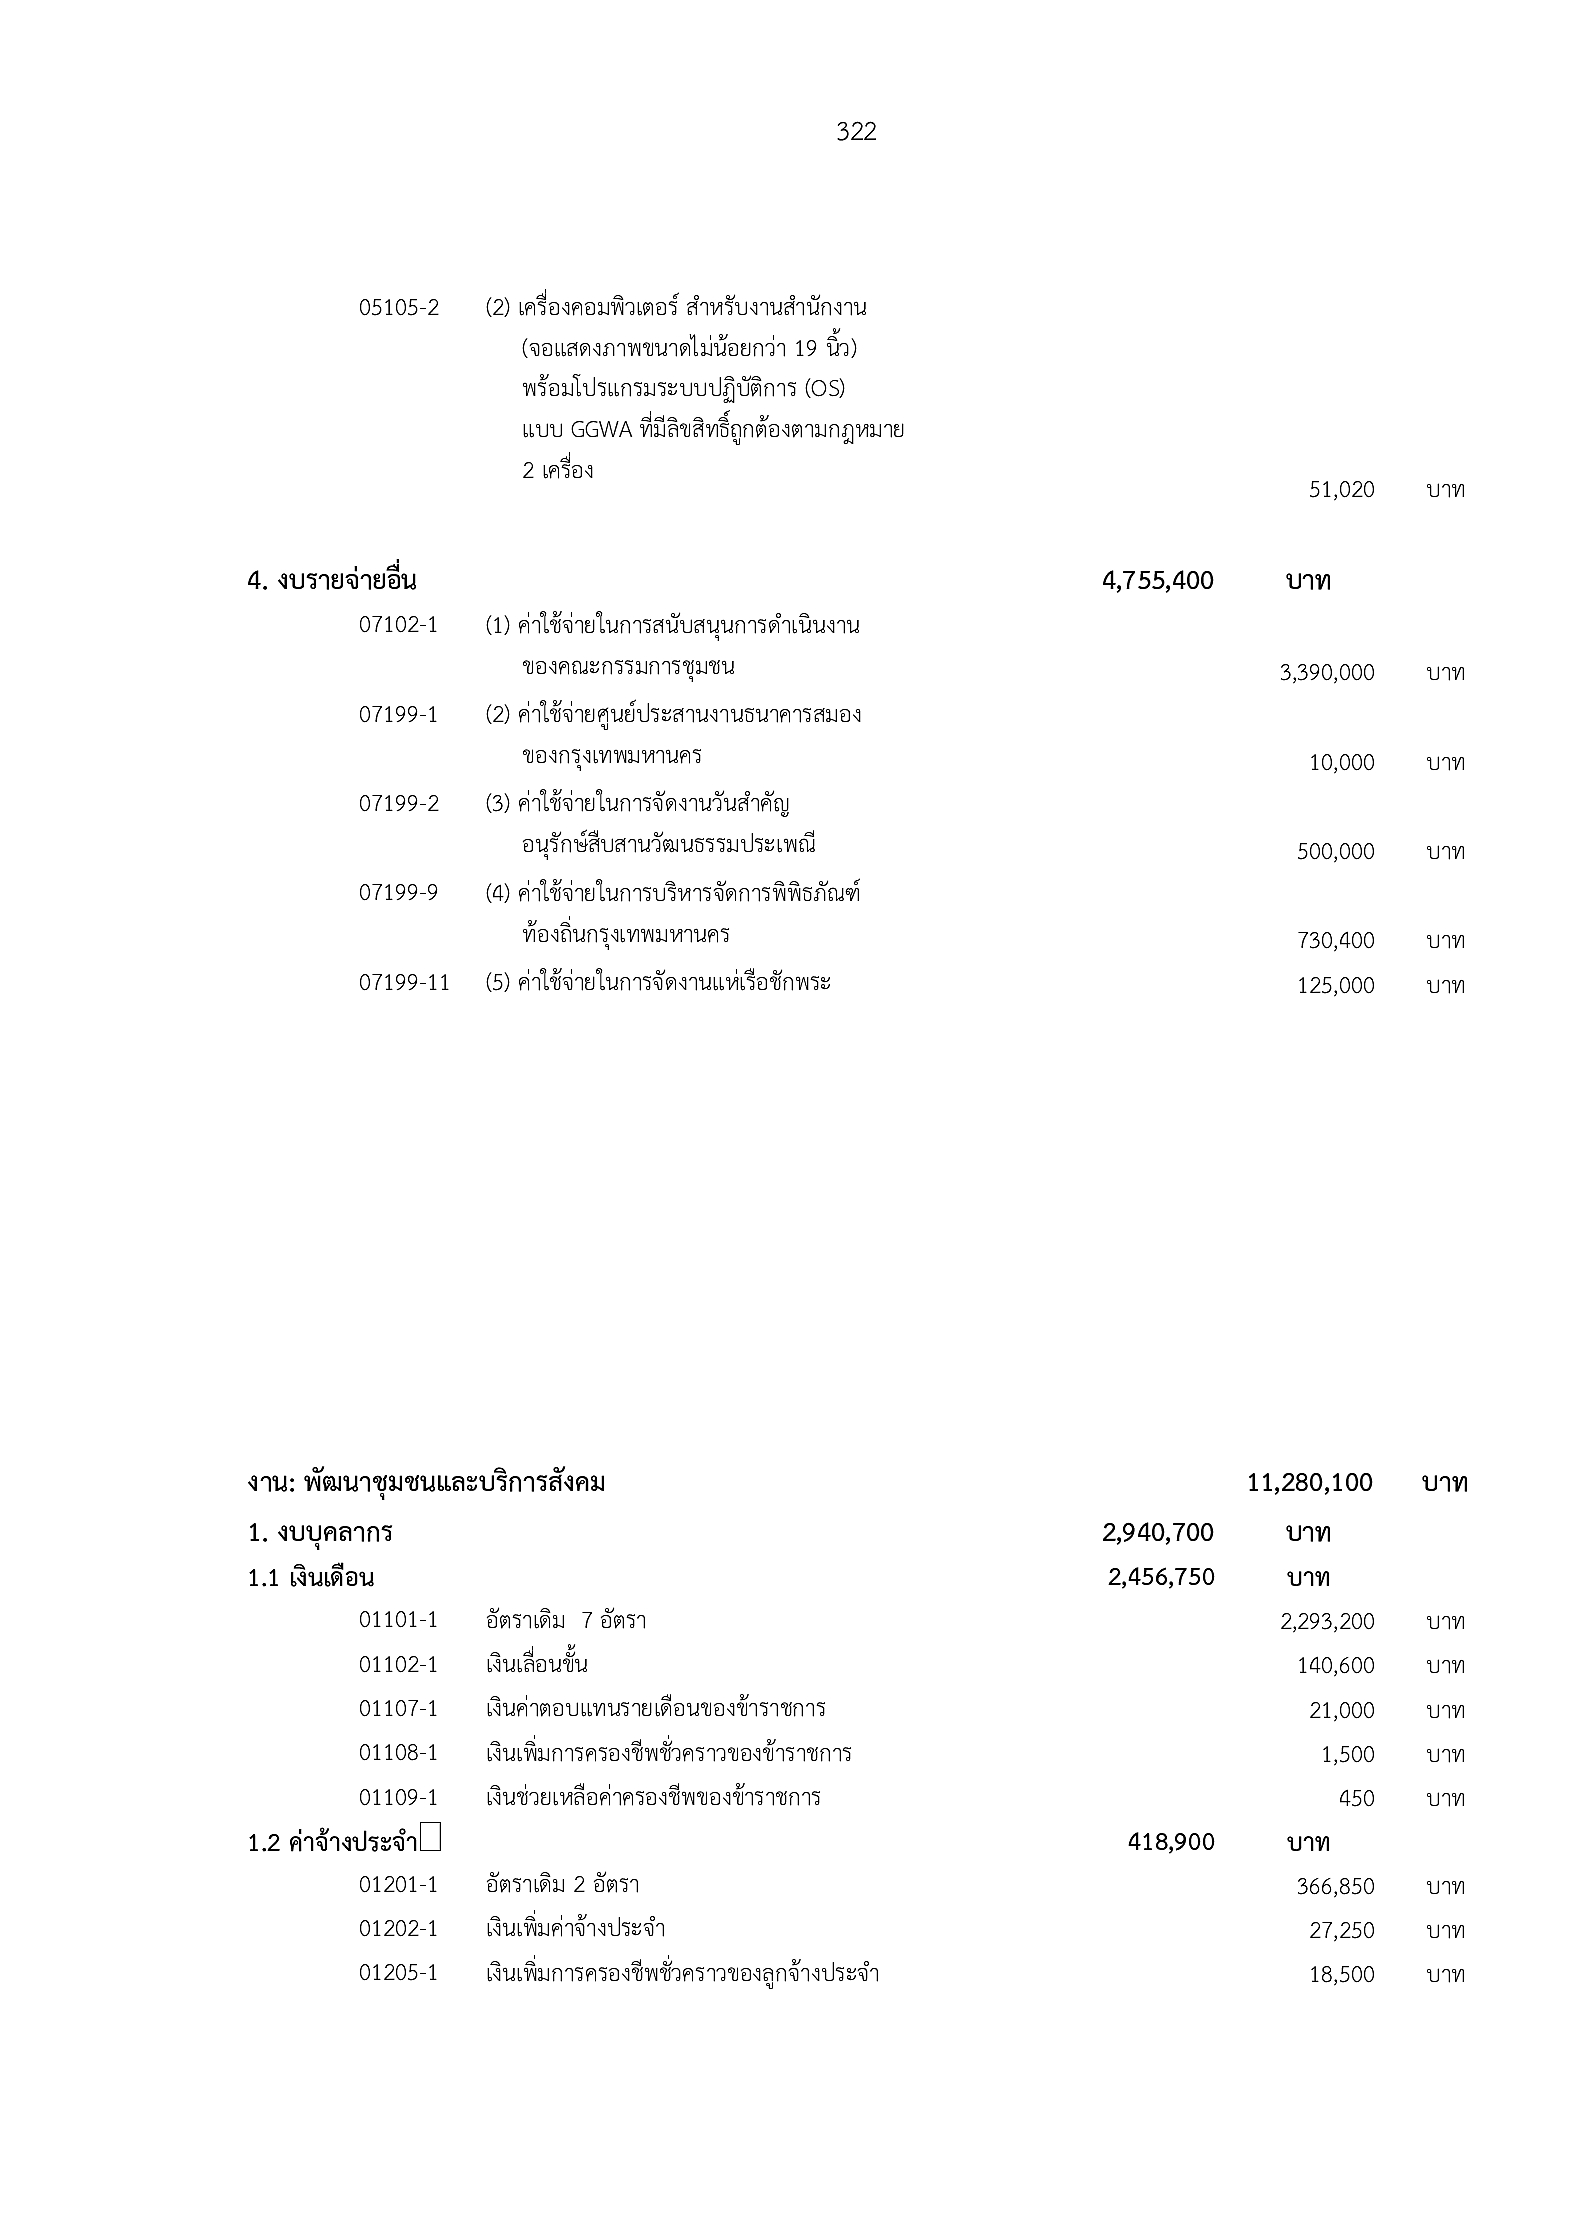 322
05105-2 (2) เครื่องคอมพิวเตอร์ สำหรับงานสำนักงาน
(จอแสดงภาพขนาดไม่น้อยกว่า 19 นิ้ว)
พร้อมโปรแกรมระบบปฏิบัติการ (OS)
แบบ GGWA ที่มีลิขสิทธิ์ถูกต้องตามกฎหมาย
2 เครื่อง
51,020 บาท
4. งบรายจ่ายอื่น 4,755,400 บาท
07102-1 (1) ค่าใช้จ่ายในการสนับสนุนการดำเนินงาน
ของคณะกรรมการชุมชน 3,390,000 บาท
07199-1 (2) ค่าใช้จ่ายศูนย์ประสานงานธนาคารสมอง
ของกรุงเทพมหานคร 10,000 บาท
07199-2 (3) ค่าใช้จ่ายในการจัดงานวันสำคัญ
อนุรักษ์สืบสานวัฒนธรรมประเพณี 500,000 บาท
07199-9 (4) ค่าใช้จ่ายในการบริหารจัดการพิพิธภัณฑ์
ท้องถิ่นกรุงเทพมหานคร 730,400 บาท
07199-11 (5) ค่าใช้จ่ายในการจัดงานแห่เรือชักพระ 125,000 บาท
งาน: พัฒนาชุมชนและบริการสังคม 11,280,100 บาท
1. งบบุคลากร 2,940,700 บาท
1.1 เงินเดือน 2,456,750 บาท
01101-1 อัตราเดิม 7 อัตรา 2,293,200 บาท
01102-1 เงินเลื่อนขั้น 140,600 บาท
01107-1 เงินค่าตอบแทนรายเดือนของข้าราชการ 21,000 บาท
01108-1 เงินเพิ่มการครองชีพชั่วคราวของข้าราชการ 1,500 บาท
01109-1 เงินช่วยเหลือค่าครองชีพของข้าราชการ 450 บาท
1.2 ค่าจ้างประจำ 418,900 บาท
01201-1 อัตราเดิม 2 อัตรา 366,850 บาท
01202-1 เงินเพิ่มค่าจ้างประจำ 27,250 บาท
01205-1 เงินเพิ่มการครองชีพชั่วคราวของลูกจ้างประจำ 18,500 บาท